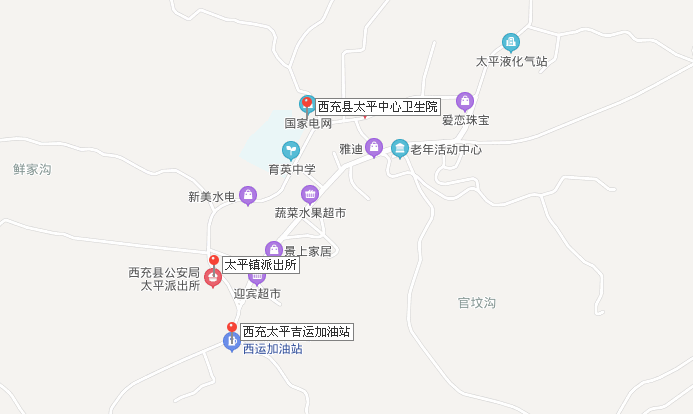 太平液化气站
西充县太平中心卫生院
国家电网
爱恋珠宝
雅迪
老年活动中心
育英中学
鲜家沟
新美水电
蔬菜水果超市
景上家居
太平镇派出所
西充县公安局
太平派出所
迎宾超市
官坟沟
西充太平吉运加油站
西运加油站